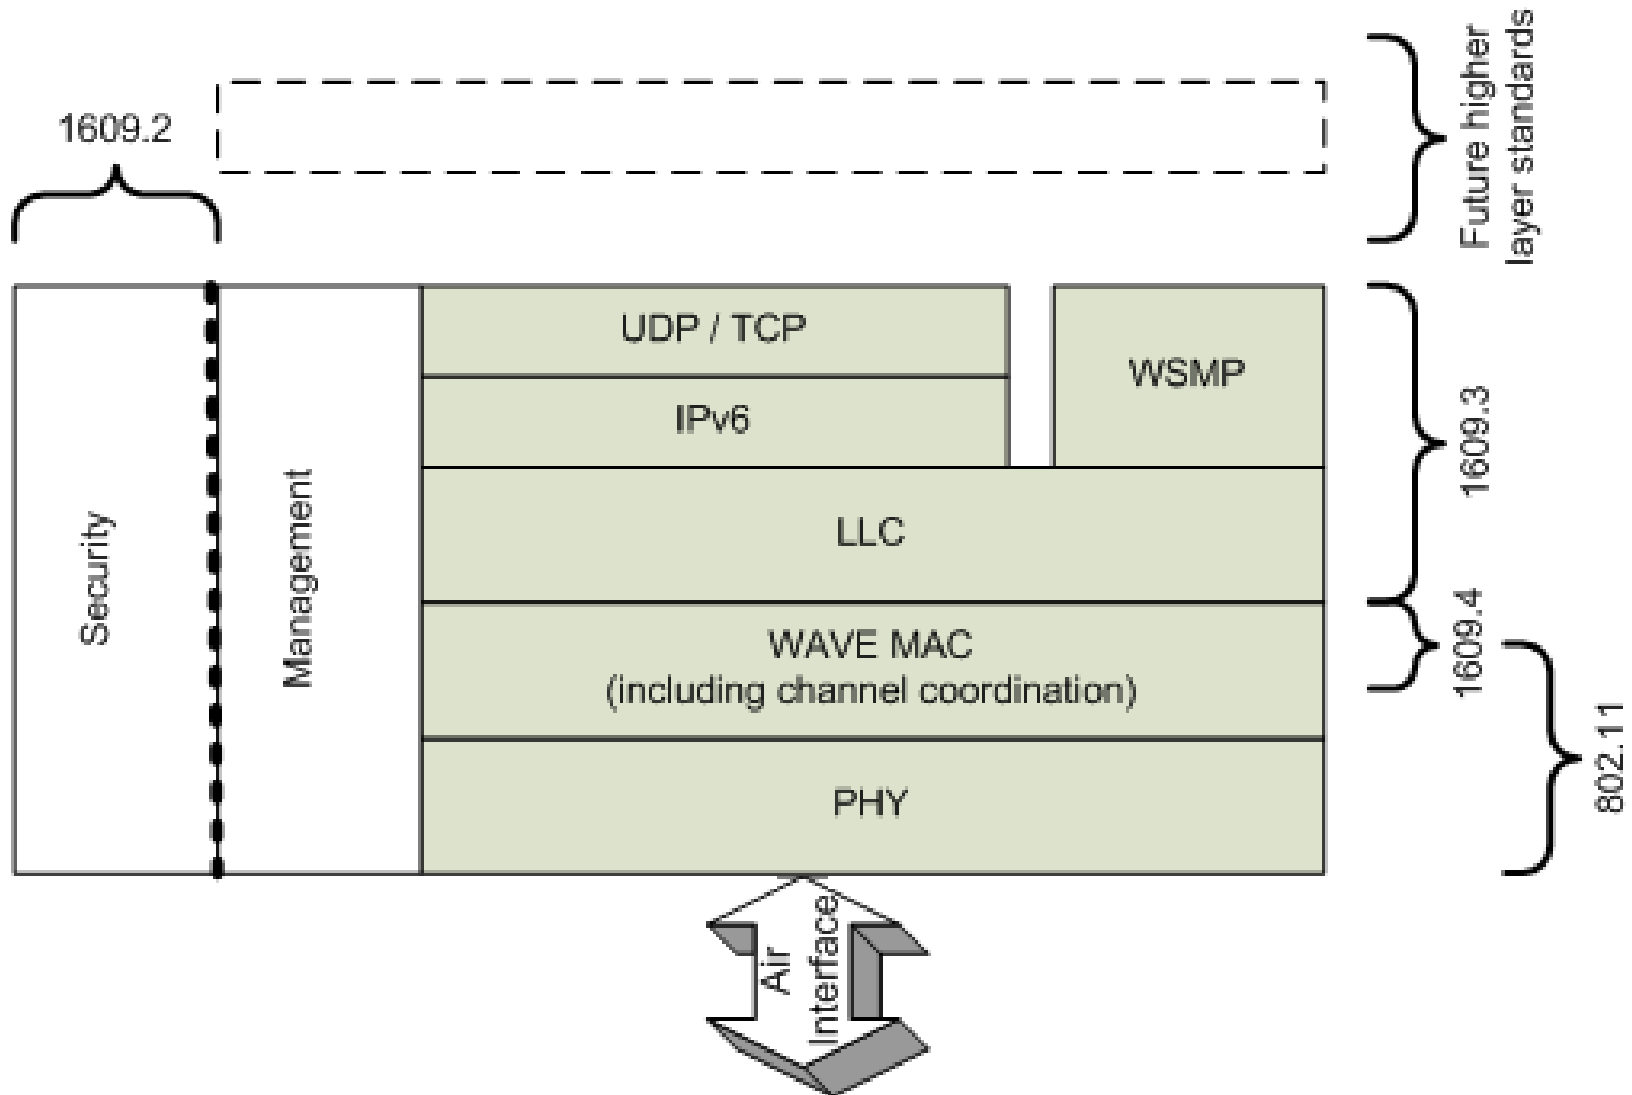 1609.2
Future higher
layer standards
UDP / TCP
WSMP
IPv6
1609.3
Security
Management
LLC
WAVE MAC
(including channel coordination)
1609.4
802.11
PHY
Air
Interface